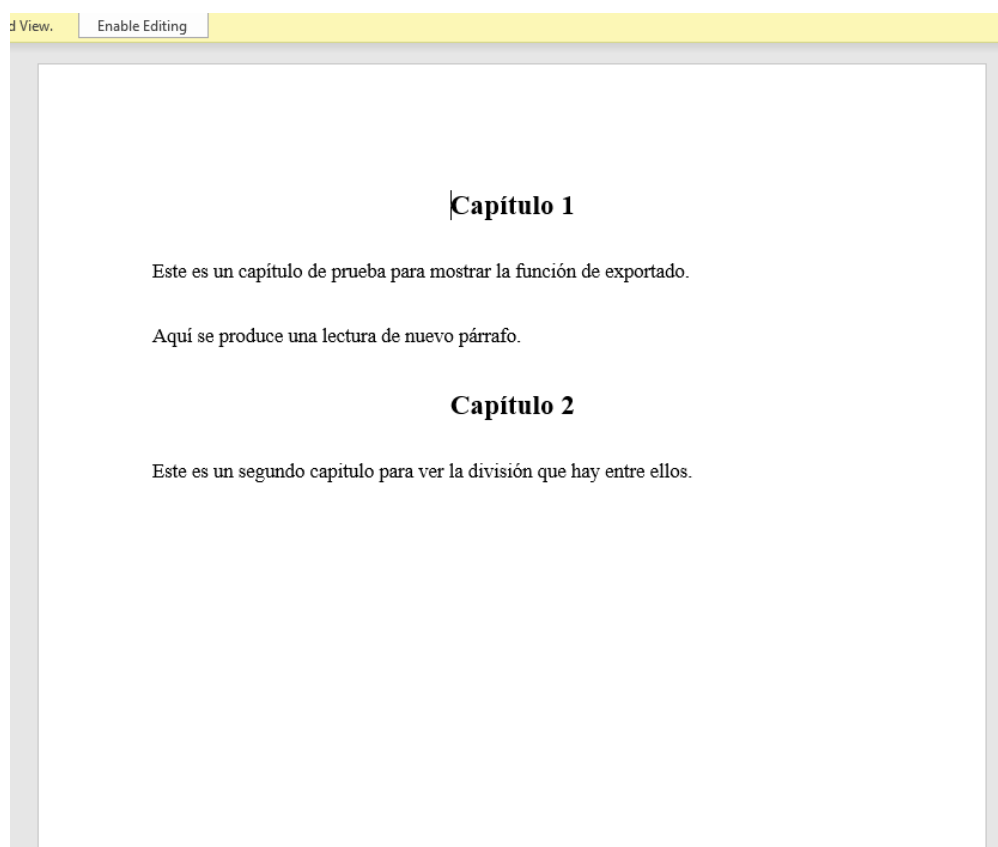 d View.
Enable Editing
Capítulo 1
Este es un capítulo de prueba para mostrar la función de exportado.
Aquí se produce una lectura de nuevo párrafo.
Capítulo 2
Este es un segundo capitulo para ver la división que hay entre ellos.